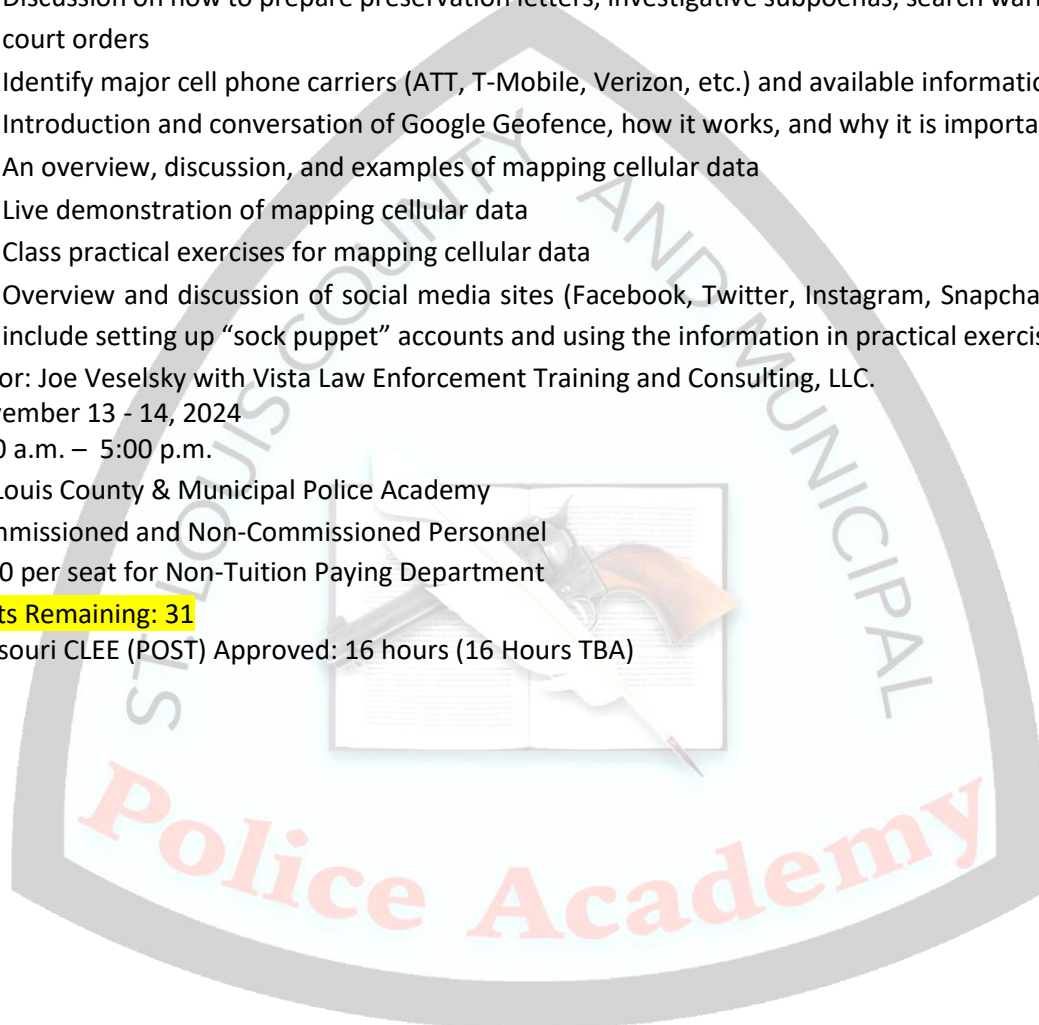 Discussion on how to prepare preservation letters, investigative subpoenas, search war
court orders
Identify major cell phone carriers (ATT, T-Mobile, Verizon, etc.) and available informatio
Introduction and conversation of Google Geofence, how it works, and why it is importa
An overview, discussion, and examples of mapping cellular data
Live demonstration of mapping cellular data
Class practical exercises for mapping cellular data
Overview and discussion of social media sites (Facebook, Twitter, Instagram, Snapcha
include setting up “sock puppet” accounts and using the information in practical exercis
or: Joe Veselsky with Vista Law Enforcement Training and Consulting, LLC.
vember 13 - 14, 2024
0 a.m. – 5:00 p.m.
Louis County & Municipal Police Academy
mmissioned and Non-Commissioned Personnel
0 per seat for Non-Tuition Paying Department
ts Remaining: 31
souri CLEE (POST) Approved: 16 hours (16 Hours TBA)
ST. LOUIS COUNTY AND MUNICIPAL
Police Academy